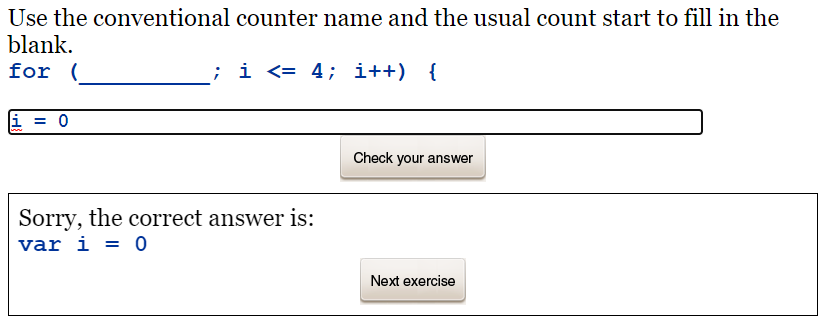 Use the conventional counter name and the usual count start to fill in the
blank.
for (__________; i <= 4; i++) {
i = 0
Check your answer
Sorry, the correct answer is:
var i = 0
Next exercise